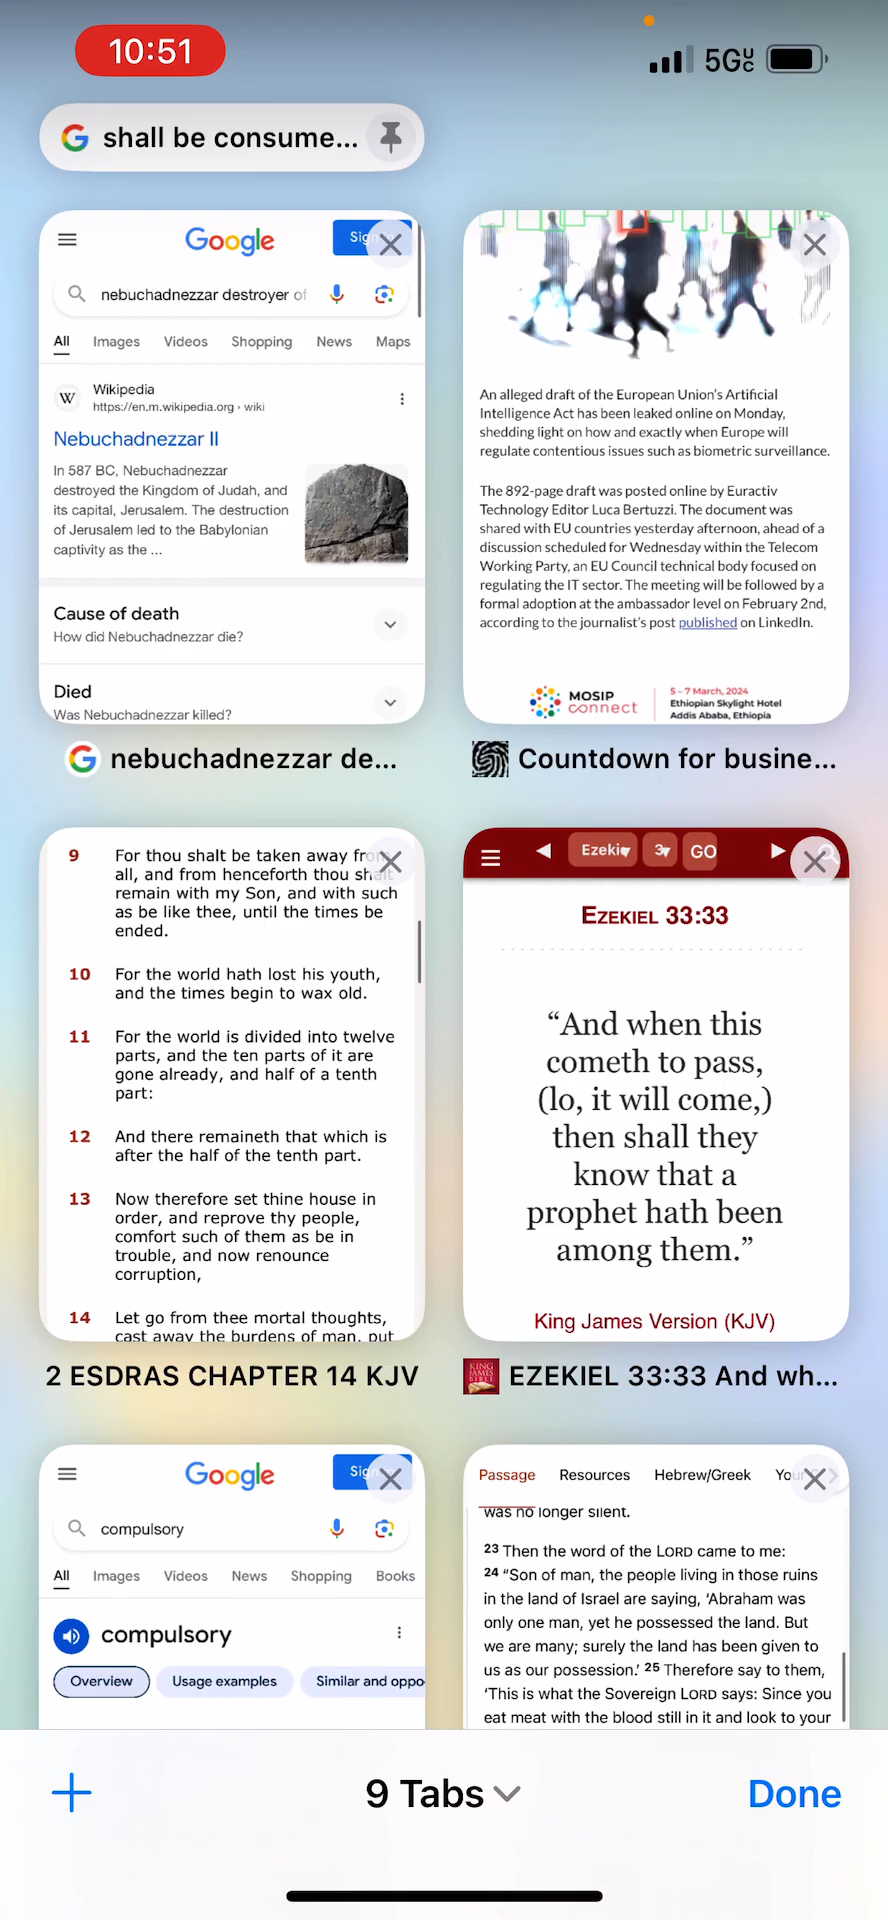 10:51
5G UC
shall be consume...
Google
Sig
nebuchadnezzar destroyer of
All Images Videos Shopping News Maps
W
Wikipedia
https://en.m.wikipedia.org › wiki
Nebuchadnezzar II
In 587 BC, Nebuchadnezzar
destroyed the Kingdom of Judah, and
its capital, Jerusalem. The destruction
of Jerusalem led to the Babylonian
captivity as the ...
Cause of death
How did Nebuchadnezzar die?
Died
Was Nebuchadnezzar killed?
nebuchadnezzar de...
An alleged draft of the European Union's Artificial
Intelligence Act has been leaked online on Monday,
shedding light on how and exactly when Europe will
regulate contentious issues such as biometric surveillance.
The 892-page draft was posted online by Euractiv
Technology Editor Luca Bertuzzi. The document was
shared with EU countries yesterday afternoon, ahead of a
discussion scheduled for Wednesday within the Telecom
Working Party, an EU Council technical body focused on
regulating the IT sector. The meeting will be followed by a
formal adoption at the ambassador level on February 2nd,
according to the journalist's post published on LinkedIn.
MOSIP
connect
5 – 7 March, 2024
Ethiopian Skylight Hotel
Addis Ababa, Ethiopia
Countdown for busine...
9 For thou shalt be taken away from
all, and from henceforth thou shalt
remain with my Son, and with such
as be like thee, until the times be
ended.
10 For the world hath lost his youth,
and the times begin to wax old.
11 For the world is divided into twelve
parts, and the ten parts of it are
gone already, and half of a tenth
part:
12 And there remaineth that which is
after the half of the tenth part.
13 Now therefore set thine house in
order, and reprove thy people,
comfort such of them as be in
trouble, and now renounce
corruption,
14 Let go from thee mortal thoughts,
cast away the burdens of man, put
2 ESDRAS CHAPTER 14 KJV
Ezeki 3 GO
EZEKIEL 33:33
“And when this
cometh to pass,
(lo, it will come,)
then shall they
know that a
prophet hath been
among them.”
King James Version (KJV)
KING JAMES BIBLE
EZEKIEL 33:33 And wh...
Google
Sig
compulsory
All Images Videos News Shopping Books
compulsory
Overview Usage examples Similar and oppo
Passage Resources Hebrew/Greek You
was no longer silent.
23 Then the word of the LORD came to me:
24 “Son of man, the people living in those ruins
in the land of Israel are saying, ‘Abraham was
only one man, yet he possessed the land. But
we are many; surely the land has been given to
us as our possession.’ 25 Therefore say to them,
‘This is what the Sovereign LORD says: Since you
eat meat with the blood still in it and look to your
9 Tabs
Done